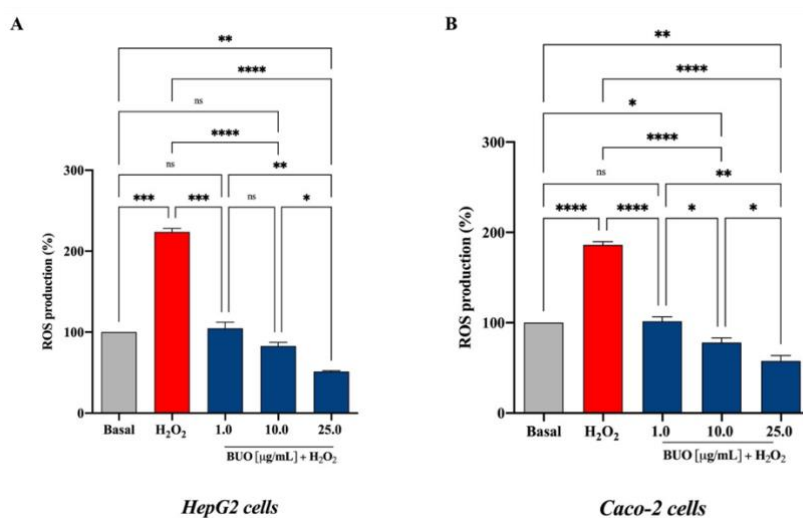 A
**
****
ns
****
ns
**
***
***
ns
*
ROS production (%)
300
200
100
0
Basal
H₂O₂
1.0
10.0
25.0
BUO [μg/mL] + H₂O₂
HepG2 cells
B
**
****
*
****
ns
**
****
****
*
*
ROS production (%)
300
200
100
0
Basal
H₂O₂
1.0
10.0
25.0
BUO [μg/mL] + H₂O₂
Caco-2 cells